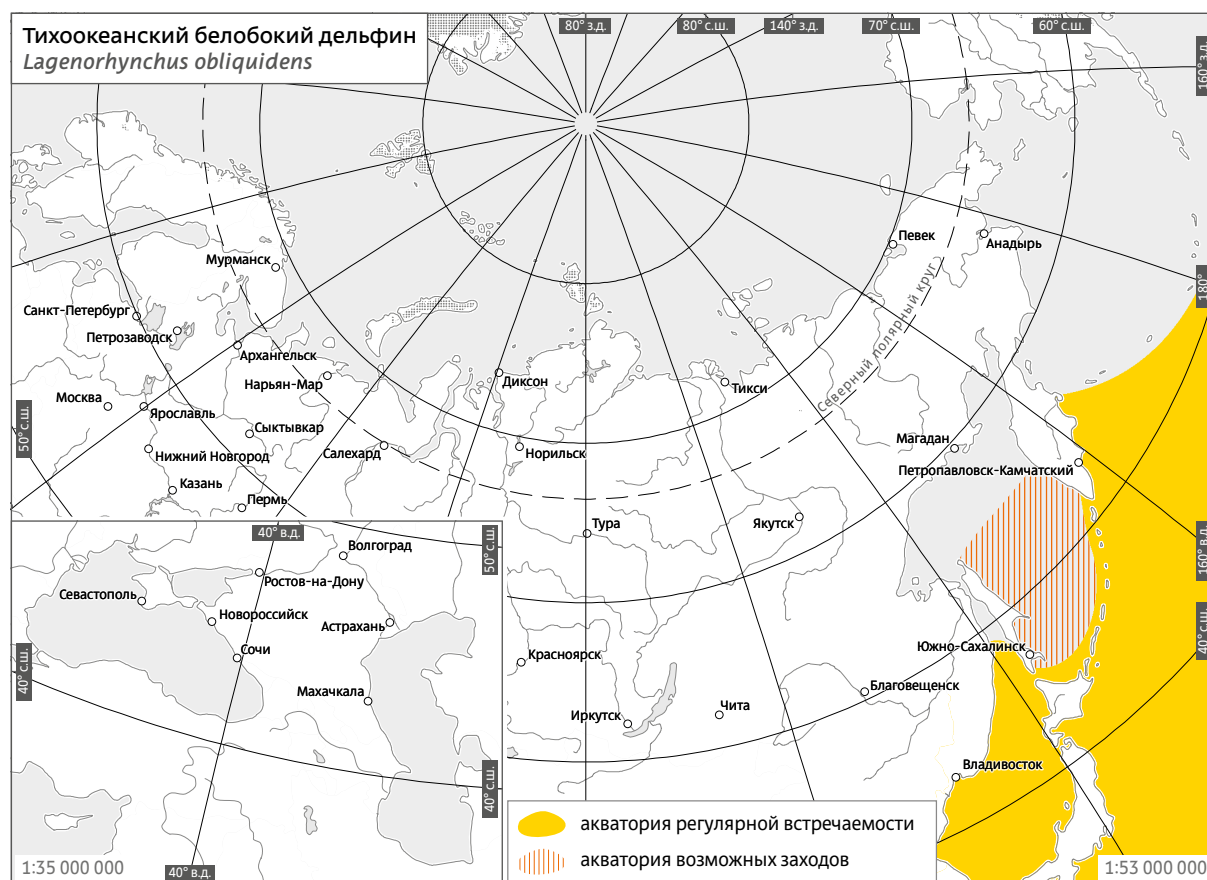 Тихоокеанский белобокий дельфин
Lagenorhynchus obliquidens
80° з.д.
80° с.ш.
140° з.д.
70° с.ш.
60° с.ш.
160° з.д.
Певек
Анадырь
Мурманск
180°
Северный полярный круг
Санкт-Петербург
Петрозаводск
Архангельск
Нарьян-Мар
Диксон
Тикси
Москва
Ярославль
50° с.ш.
Сыктывкар
Салехард
Норильск
Магадан
Нижний Новгород
Петропавловск-Камчатский
Казань
Пермь
Тура
Якутск
40° в.д.
Волгоград
50° с.ш.
160° в.д.
Ростов-на-Дону
Севастополь
Новороссийск
Астрахань
40° с.ш.
Сочи
Южно-Сахалинск
Красноярск
40° с.ш.
Махачкала
Благовещенск
Иркутск
Чита
Владивосток
40° с.ш.
акватория регулярной встречаемости
акватория возможных заходов
1:35 000 000
40° в.д.
1:53 000 000